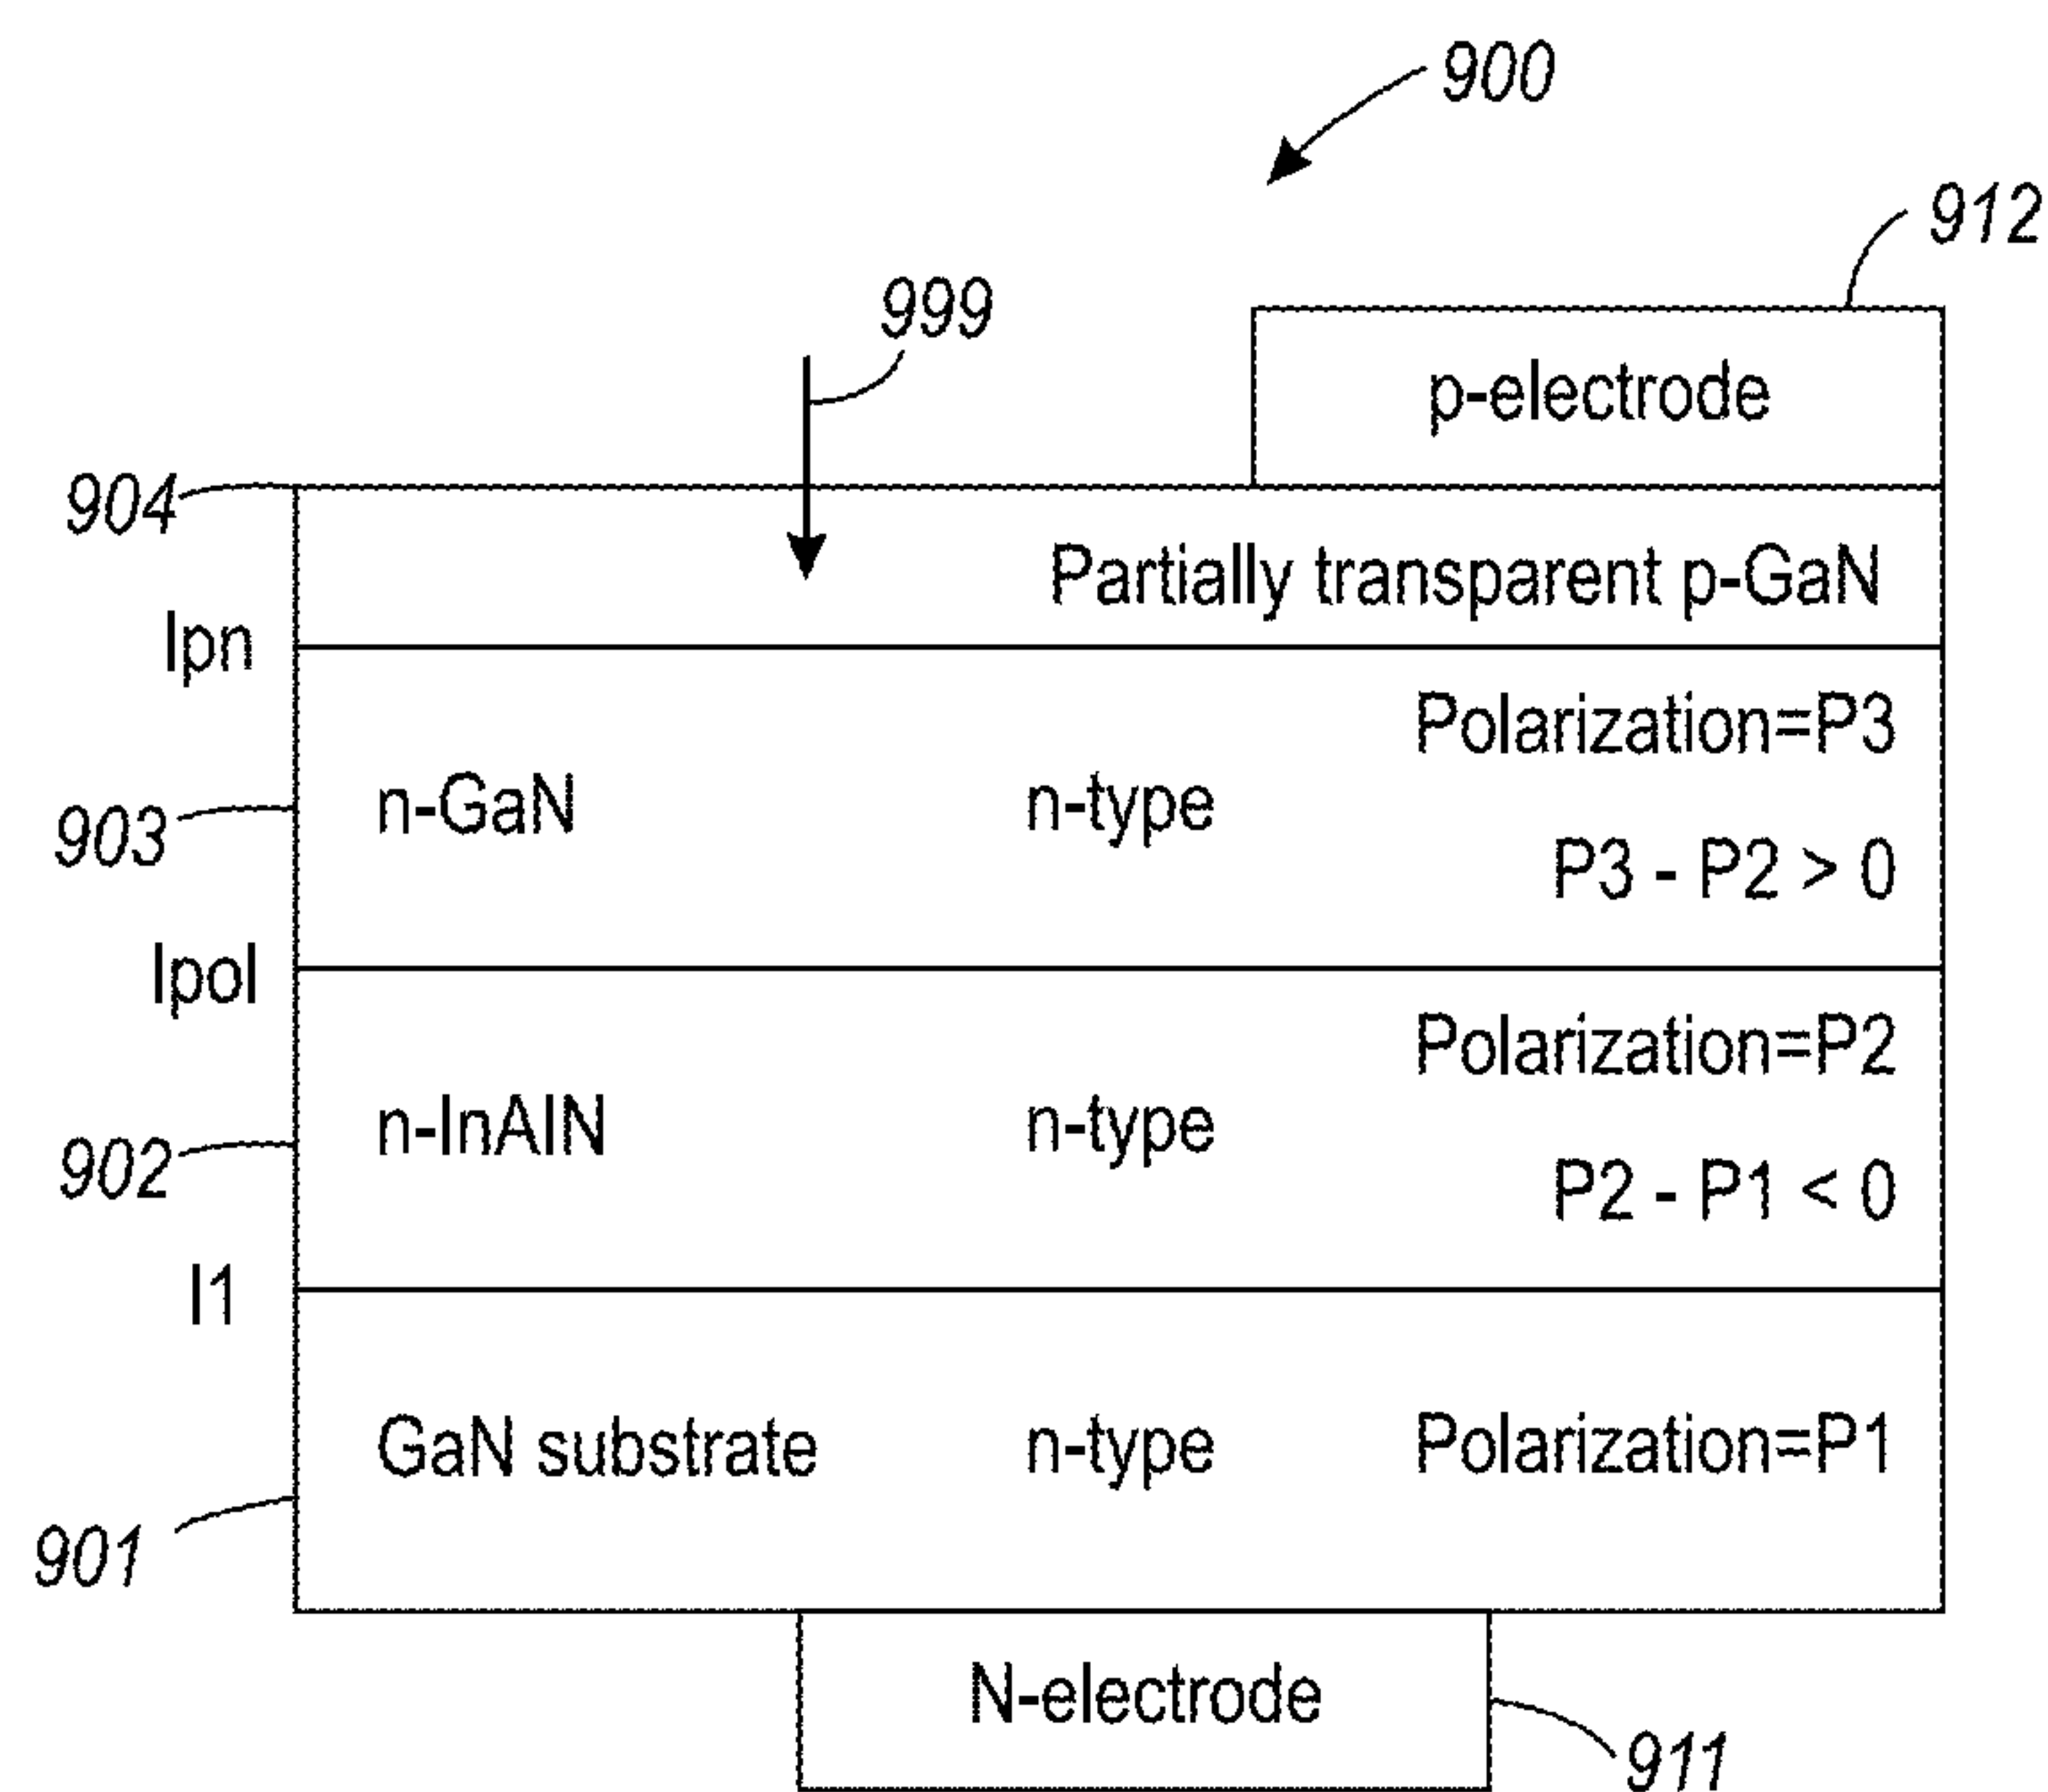 900
912
999
p-electrode
904
Partially transparent p-GaN
Ipn
Polarization=P3
n-GaN
n-type
903
P3 - P2 > 0
Ipol
Polarization=P2
n-InAlN
n-type
902
P2 - P1 < 0
I1
GaN substrate
n-type
Polarization=P1
901
N-electrode
911